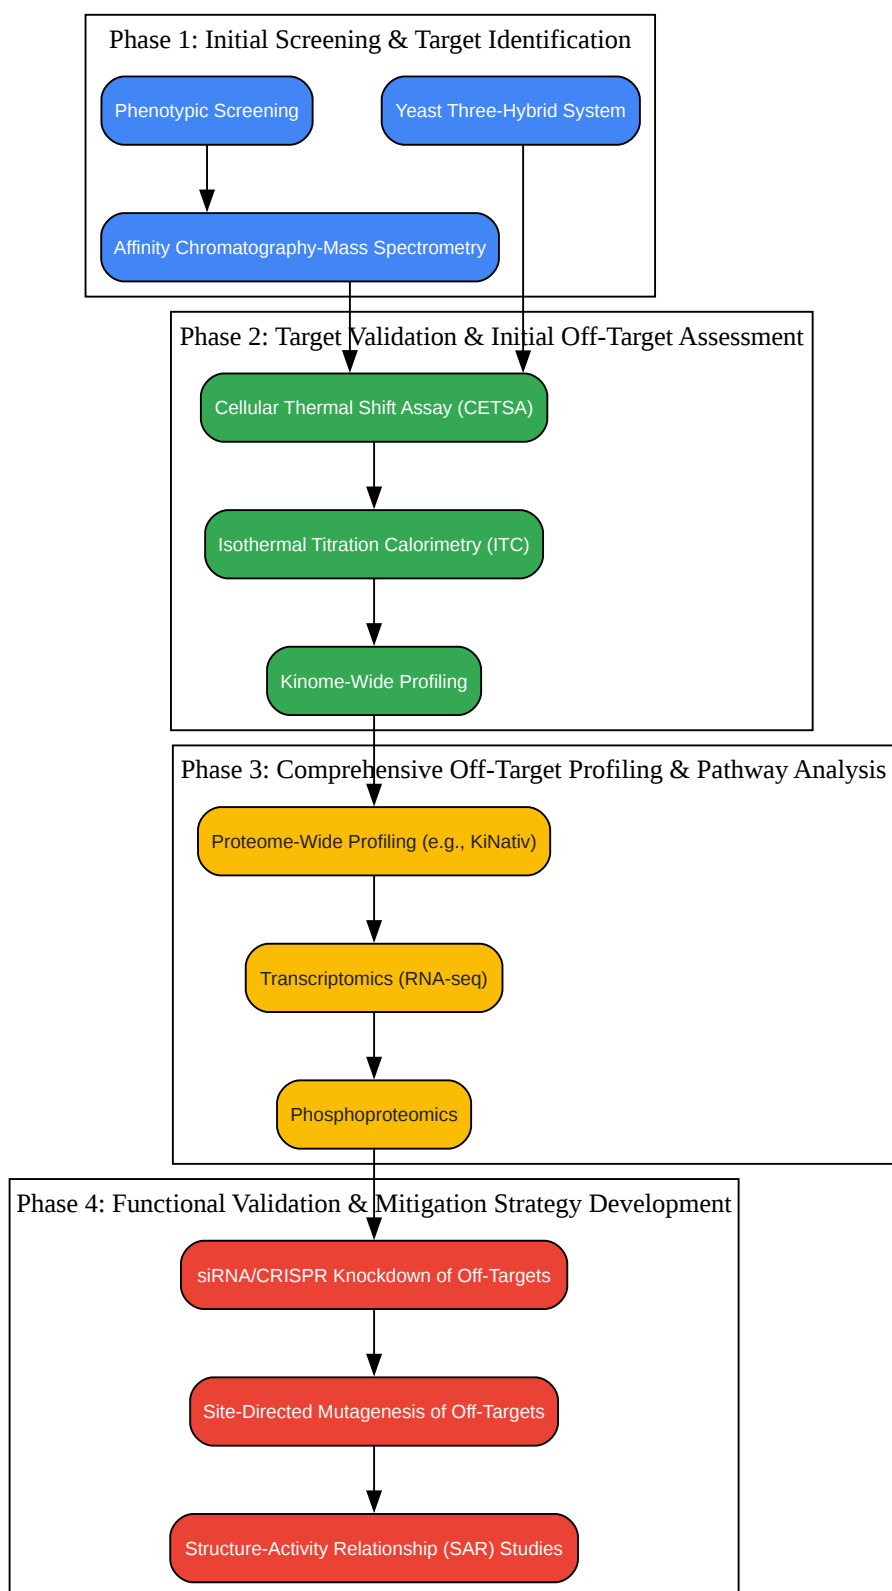 Phase 1: Initial Screening & Target Identification
Phenotypic Screening
Yeast Three-Hybrid System
Affinity Chromatography-Mass Spectrometry
Phase 2: Target Validation & Initial Off-Target Assessment
Cellular Thermal Shift Assay (CETSA)
Isothermal Titration Calorimetry (ITC)
Kinome-Wide Profiling
Phase 3: Comprehensive Off-Target Profiling & Pathway Analysis
Proteome-Wide Profiling (e.g., KiNativ)
Transcriptomics (RNA-seq)
Phosphoproteomics
Phase 4: Functional Validation & Mitigation Strategy Development
siRNA/CRISPR Knockdown of Off-Targets
Site-Directed Mutagenesis of Off-Targets
Structure-Activity Relationship (SAR) Studies